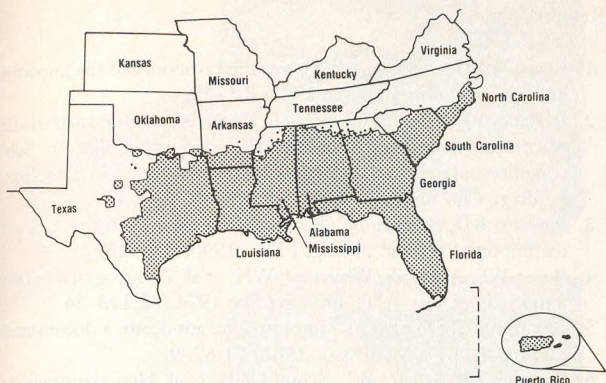 Kansas
Missouri
Kentucky
Virginia
Tennessee
North Carolina
Oklahoma
Arkansas
South Carolina
Georgia
Texas
Alabama
Mississippi
Louisiana
Florida
Puerto Rico